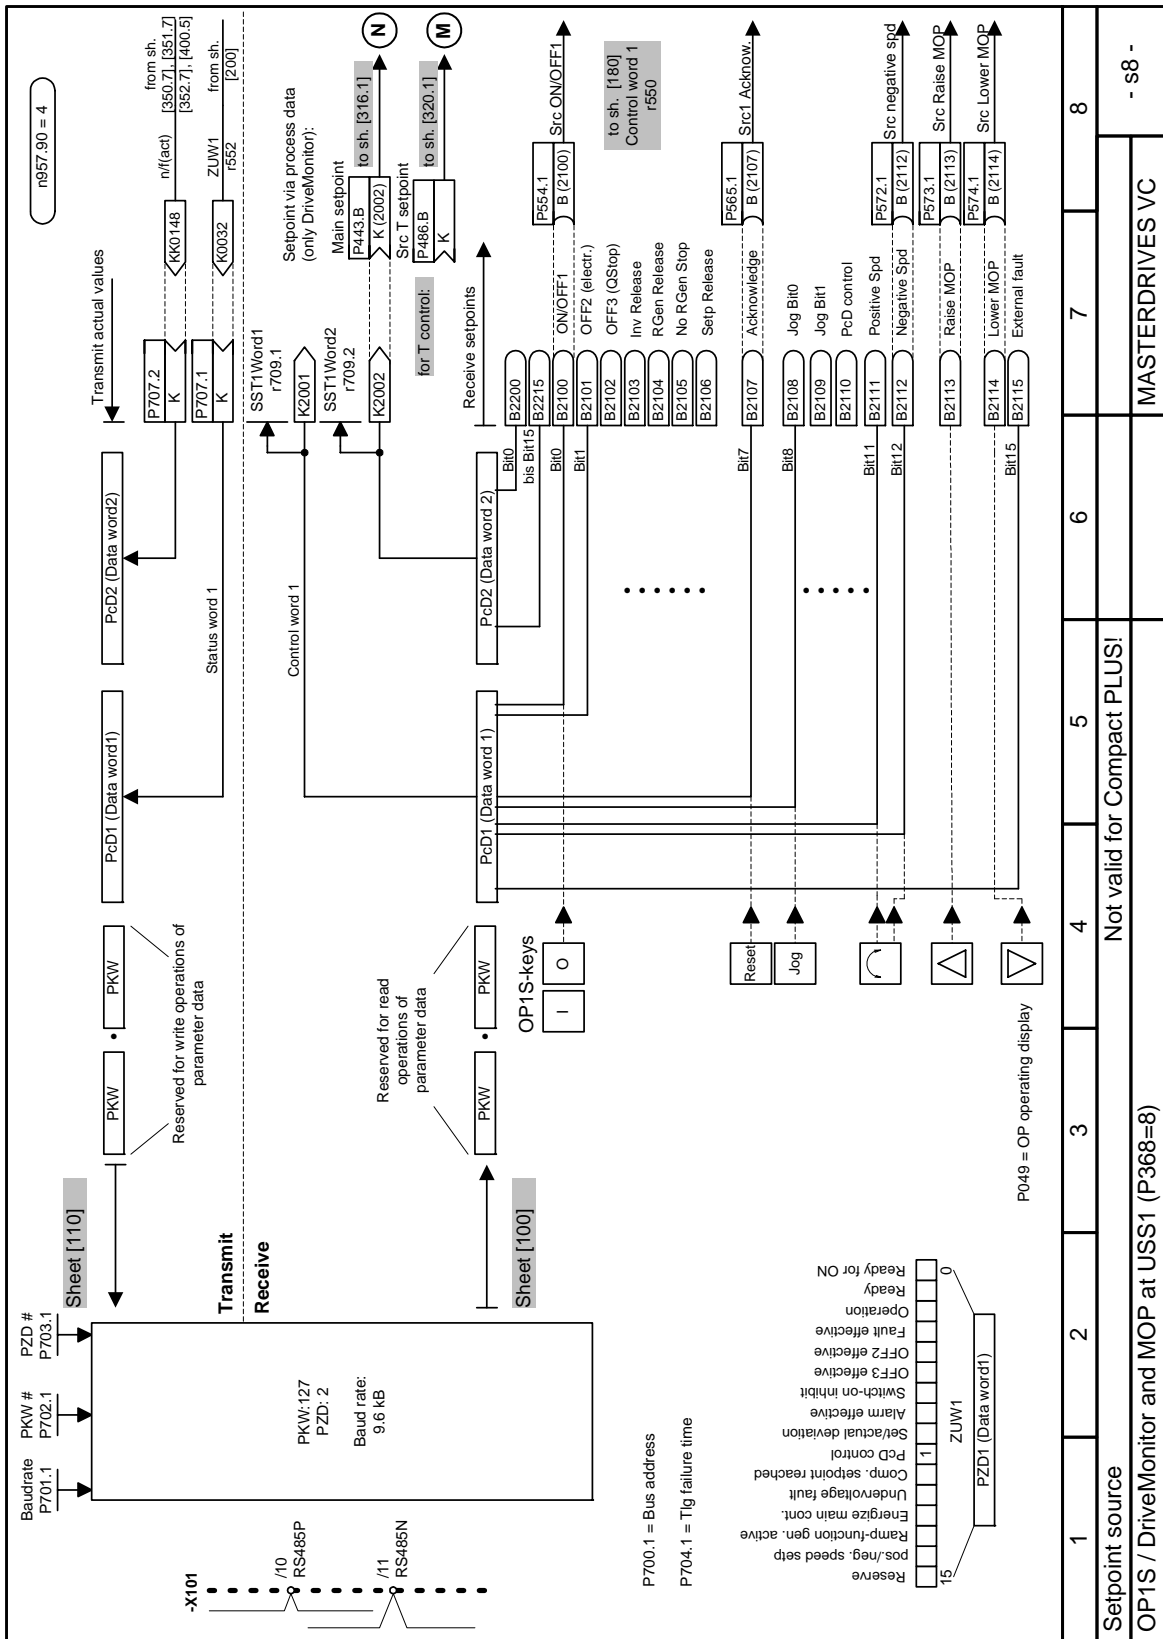 n957.90 = 4
Baudrate
P701.1
PKW #
P702.1
PZD #
P703.1
Sheet [110]
Transmit
Receive
Sheet [100]
PKW:127
PZD: 2
Baud rate:
9.6 kB
-X101
/10
RS485P
/11
RS485N
PKW
PKW
Reserved for write operations of
parameter data
PcD1 (Data word1)
PcD2 (Data word2)
Status word 1
Transmit actual values
P707.2
K
KK0148
n/f(act)
from sh.
[350.7], [351.7]
[352.7], [400.5]
P707.1
K
K0032
ZUW1
r552
from sh.
[200]
Control word 1
SST1Word1
r709.1
K2001
SST1Word2
r709.2
K2002
Setpoint via process data
(only DriveMonitor):
Main setpoint
P443.B
K (2002)
to sh. [316.1]
N
Src T setpoint
for T control:
P486.B
K
to sh. [320.1]
M
Receive setpoints
PKW
PKW
Reserved for read
operations of
parameter data
PcD1 (Data word 1)
PcD2 (Data word 2)
OP1S-keys
I
O
Reset
Jog
Bit0
B2200
bis Bit15
B2215
Bit0
B2100
ON/OFF1
P554.1
B (2100)
Src ON/OFF1
Bit1
B2101
OFF2 (electr.)
B2102
OFF3 (QStop)
B2103
Inv Release
B2104
RGen Release
B2105
No RGen Stop
B2106
Setp Release
to sh. [180]
Control word 1
r550
Bit7
B2107
Acknowledge
P565.1
B (2107)
Src1 Acknow.
Bit8
B2108
Jog Bit0
B2109
Jog Bit1
B2110
PcD control
Bit11
B2111
Positive Spd
Bit12
B2112
Negative Spd
P572.1
B (2112)
Src negative spd
B2113
Raise MOP
P573.1
B (2113)
Src Raise MOP
B2114
Lower MOP
P574.1
B (2114)
Src Lower MOP
Bit15
B2115
External fault
P049 = OP operating display
P700.1 = Bus address
P704.1 = Tlg failure time
Reserve
pos./neg. speed setp
Ramp-function gen. active
Energize main cont.
Undervoltage fault
Comp. setpoint reached
PcD control
Set/actual deviation
Alarm effective
Switch-on inhibit
OFF3 effective
OFF2 effective
Fault effective
Operation
Ready
Ready for ON
1
15
0
ZUW1
PZD1 (Data word1)
1
2
3
4
5
6
7
8
Setpoint source
Not valid for Compact PLUS!
OP1S / DriveMonitor and MOP at USS1 (P368=8)
MASTERDRIVES VC
- s8 -